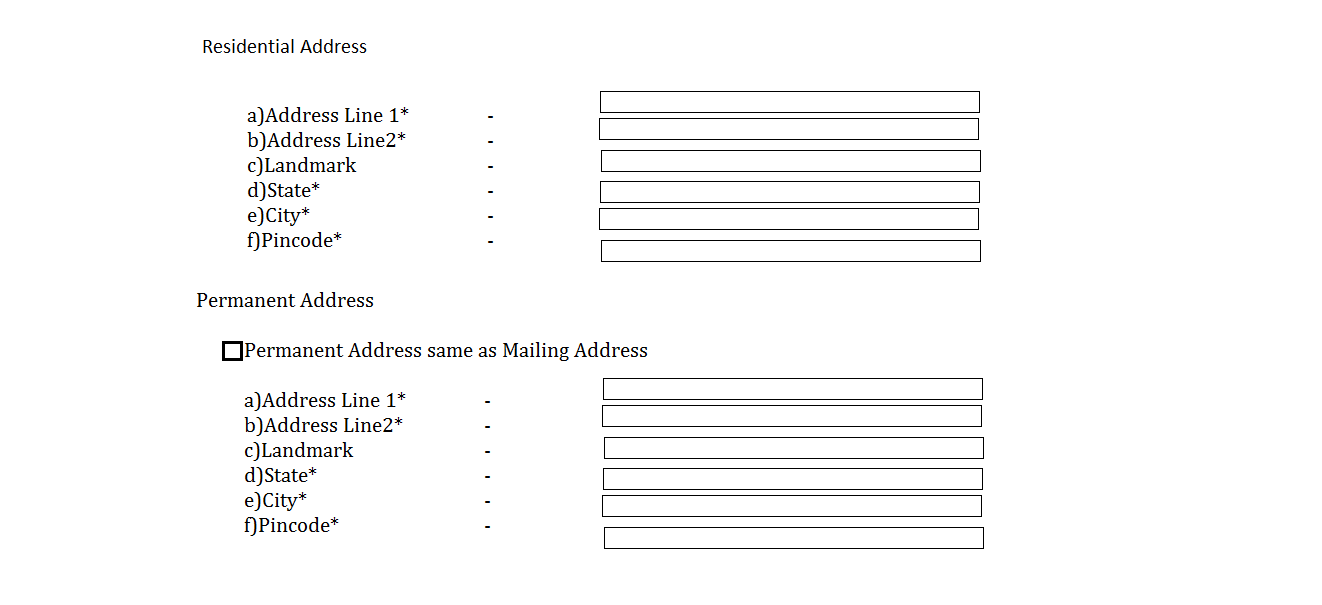 Residential Address
a)Address Line 1* -
b)Address Line2* -
c)Landmark -
d)State* -
e)City* -
f)Pincode* -
Permanent Address
Permanent Address same as Mailing Address
a)Address Line 1* -
b)Address Line2* -
c)Landmark -
d)State* -
e)City* -
f)Pincode* -